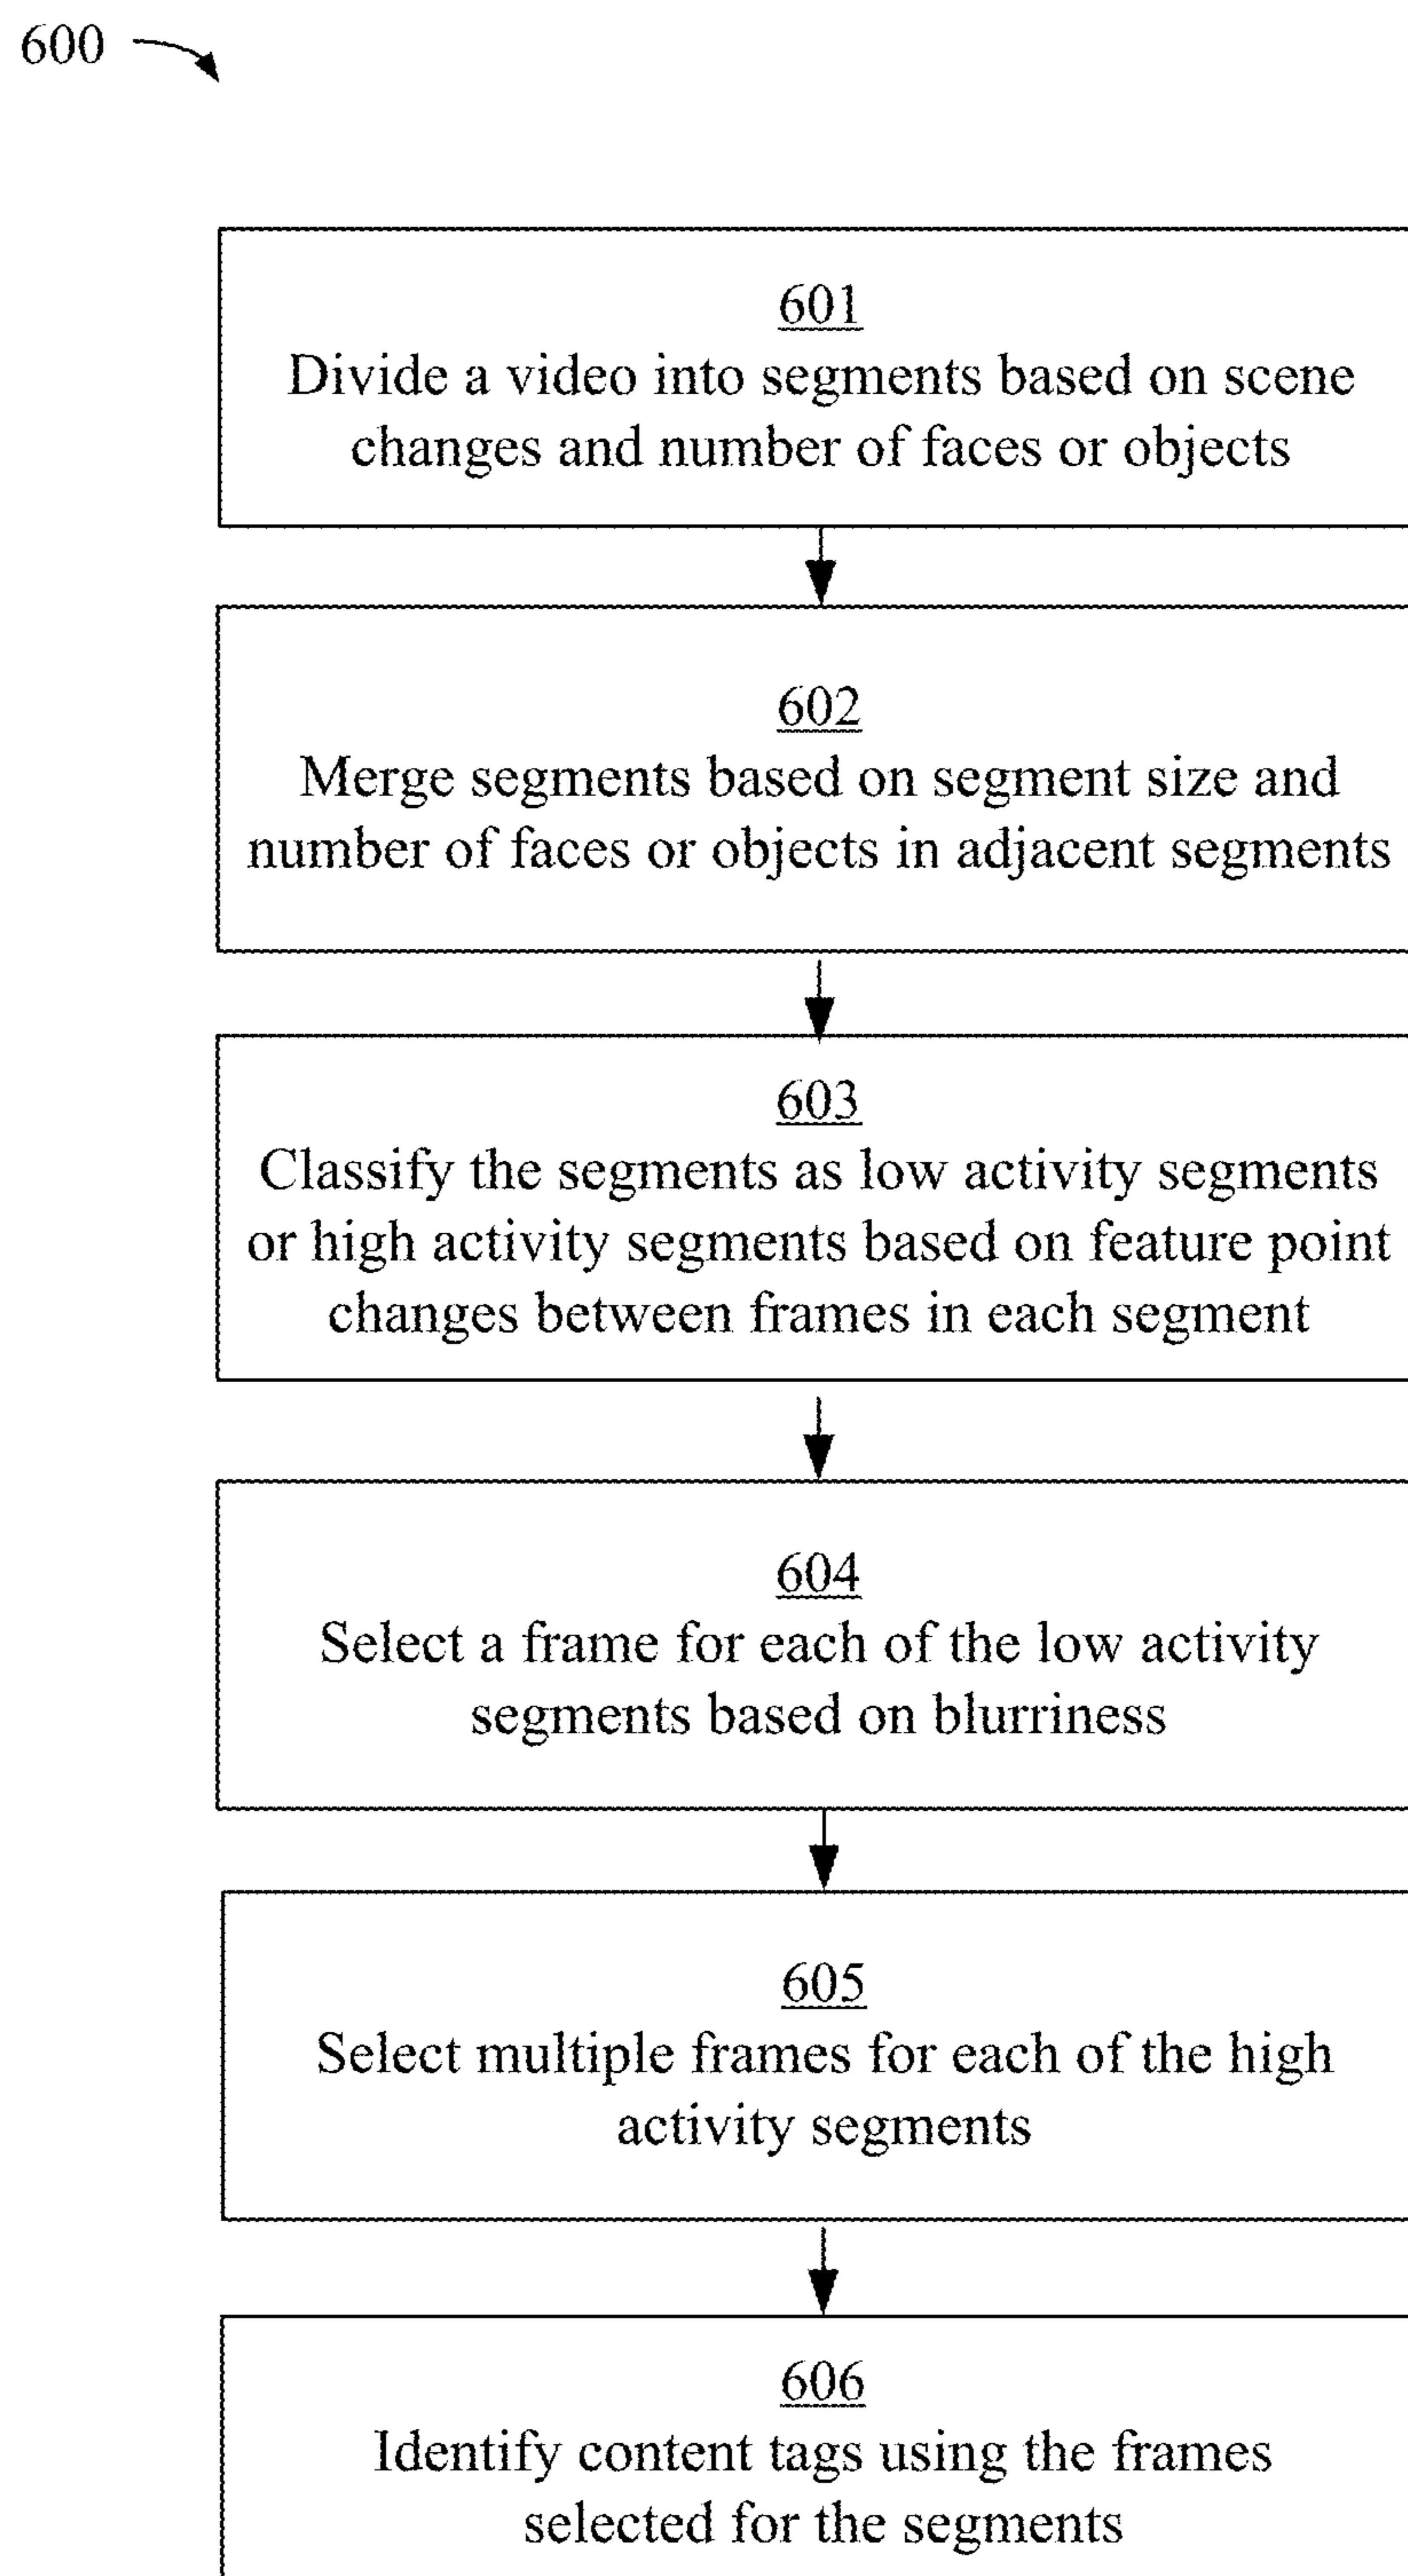 600
601
Divide a video into segments based on scene
changes and number of faces or objects
602
Merge segments based on segment size and
number of faces or objects in adjacent segments
603
Classify the segments as low activity segments
or high activity segments based on feature point
changes between frames in each segment
604
Select a frame for each of the low activity
segments based on blurriness
605
Select multiple frames for each of the high
activity segments
606
Identify content tags using the frames
selected for the segments